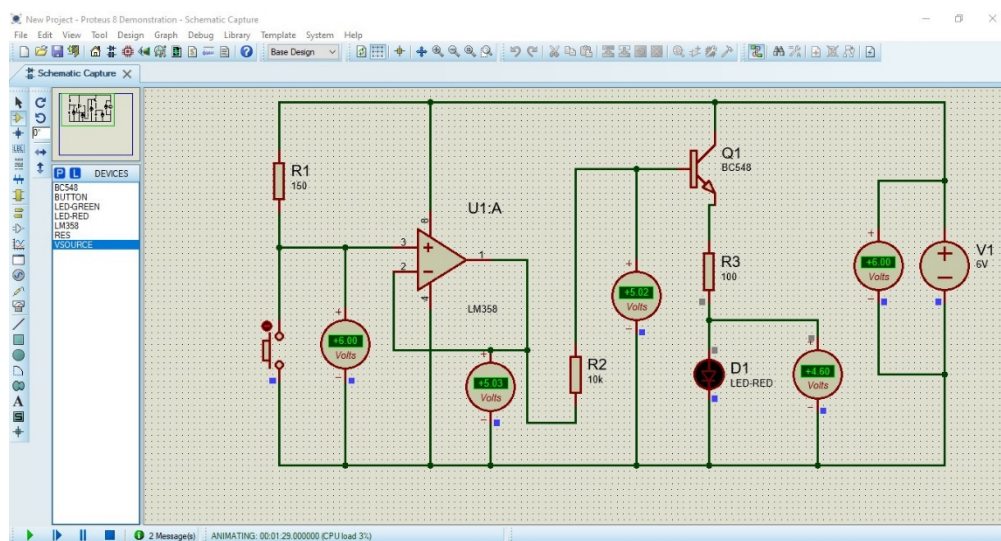 New Project - Proteus 8 Demonstration - Schematic Capture
File Edit View Tool Design Graph Debug Library Template System Help
Base Design
Schematic Capture
0°
LBL
P L DEVICES
BC548
BUTTON
LED-GREEN
LED-RED
LM358
RES
VSOURCE
A
S
R1
150
U1:A
8
3
2
1
4
LM358
+6.00
Volts
+5.03
Volts
R2
10k
+5.02
Volts
Q1
BC548
R3
100
D1
LED-RED
+4.60
Volts
+6.00
Volts
V1
6V
2 Message(s) ANIMATING: 00:01:29.000000 (CPU load 3%)